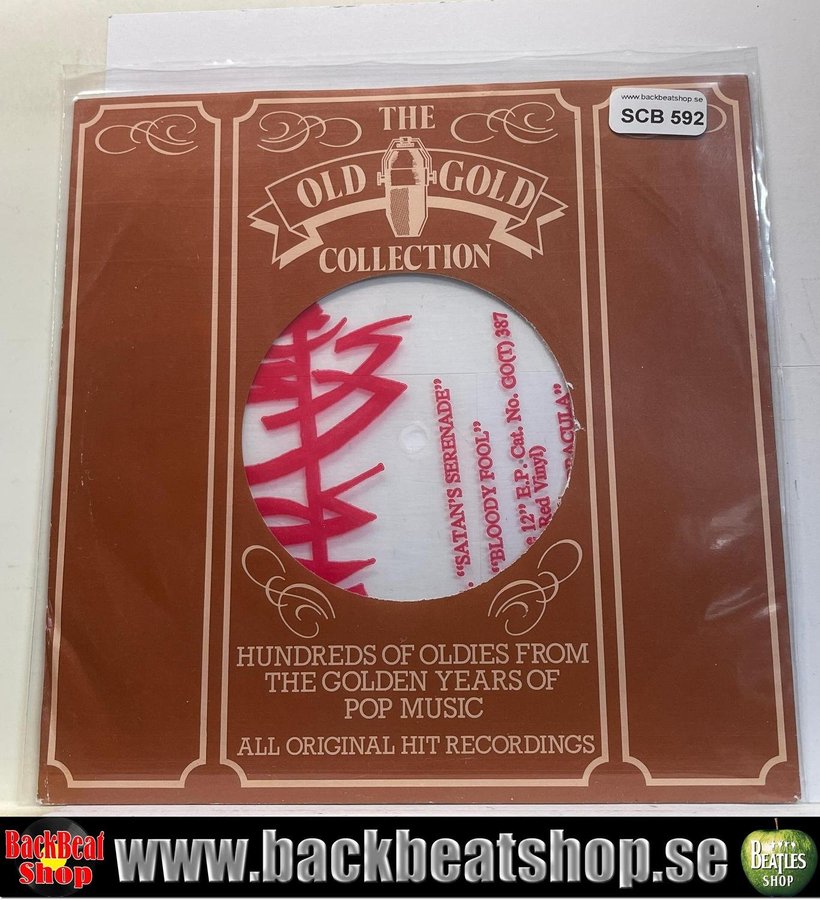 www.backbeatshop.se
SCB 592
THE
OLD GOLD
COLLECTION
"SATAN'S SERENADE"
"BLOODY FOOL"
12" E.P. Cat. No. GO(T) 387
Red Vinyl)
HUNDREDS OF OLDIES FROM
THE GOLDEN YEARS OF
POP MUSIC
ALL ORIGINAL HIT RECORDINGS
BackBeat
Shop
www.backbeatshop.se
BEATLES
SHOP